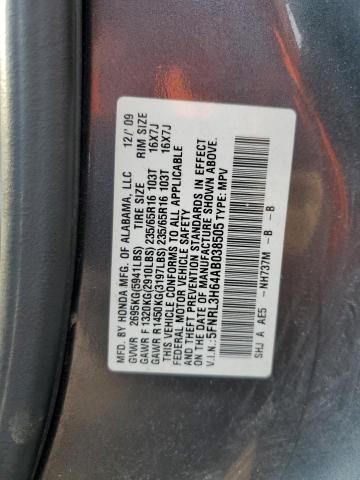 MFD. BY HONDA MFG. OF ALABAMA, LLC 12/'09
GVWR 2695KG(5941LBS) TIRE SIZE RIM SIZE
GAWR F 1320KG(2910LBS) 235/65R16 103T 16X7J
GAWR R 1450KG(3197LBS) 235/65R16 103T 16X7J
THIS VEHICLE CONFORMS TO ALL APPLICABLE
FEDERAL MOTOR VEHICLE SAFETY
AND THEFT PREVENTION STANDARDS IN EFFECT
ON THE DATE OF MANUFACTURE SHOWN ABOVE.
V.I.N.:5FNRL3H64AB038505 TYPE: MPV
SHJ A AE5 -NH737M -B -B